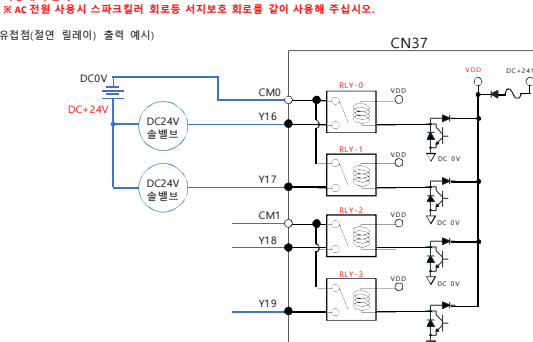 ※ AC 전원 사용시 스파크킬러 회로등 서지보호 회로를 같이 사용해 주십시오.
유접점(절연 릴레이) 출력 예시)
CN37
VDD
DC+24V
DC0V
DC+24V
CM0
RLY-0
VDD
DC24V
솔밸브
Y16
DC 0V
RLY-1
VDD
DC24V
솔밸브
Y17
DC 0V
CM1
RLY-2
VDD
Y18
DC 0V
RLY-3
VDD
Y19